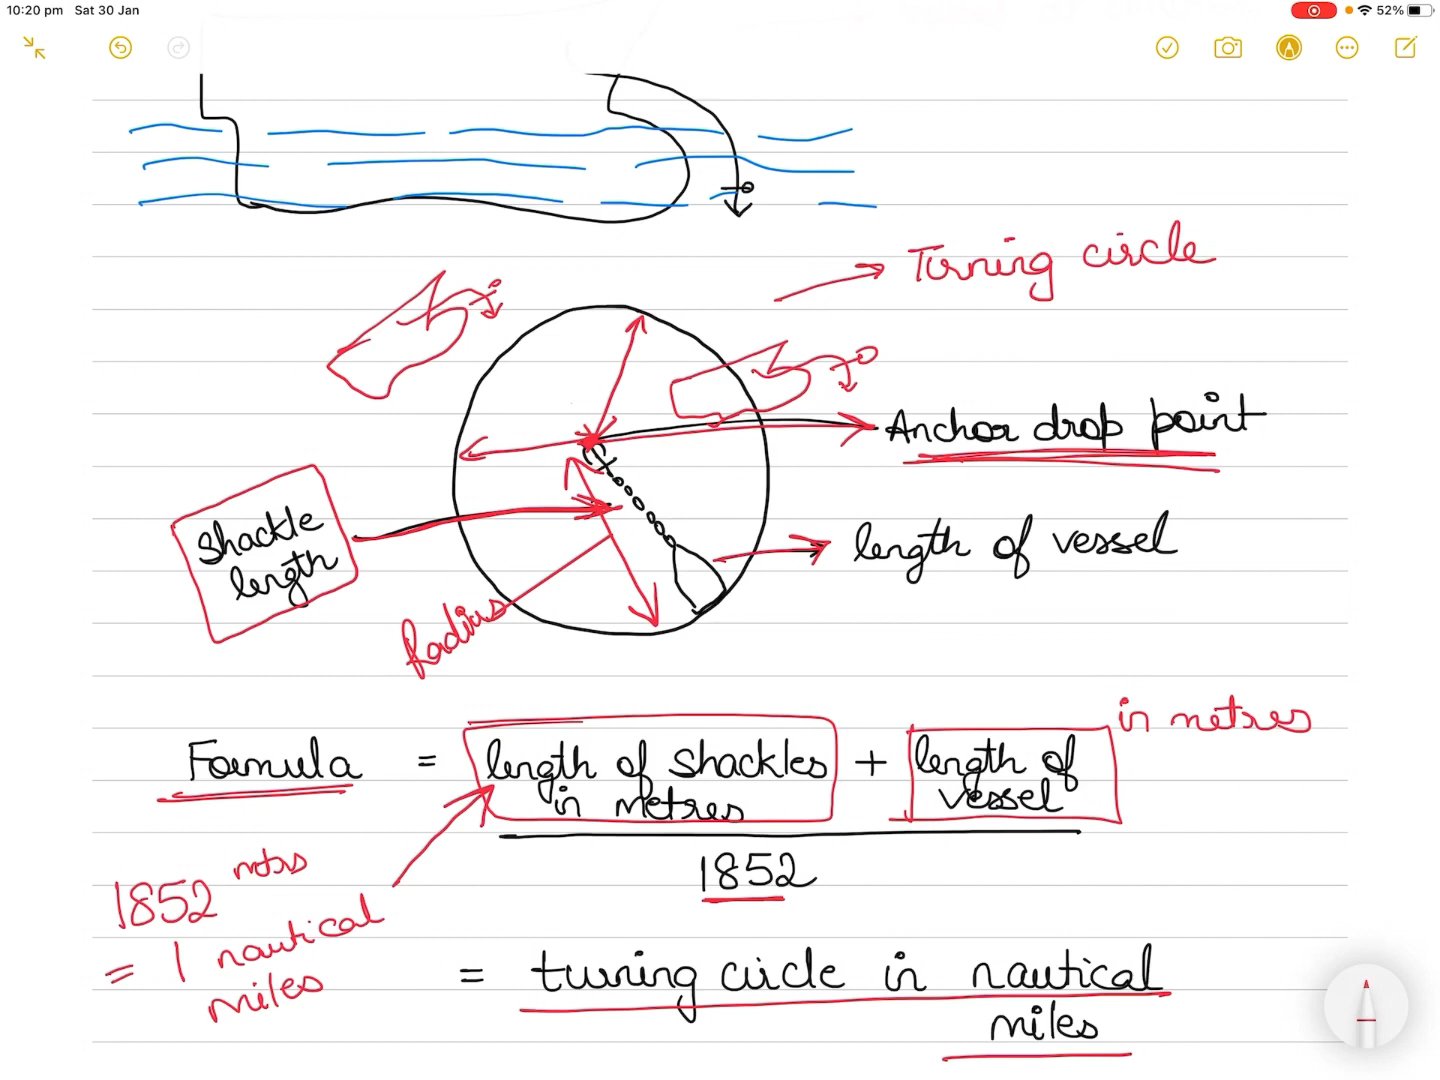 10:20 pm Sat 30 Jan
52%
Turning circle
Anchor drop point
Shackle
length
length of vessel
Radius
in metres
Formula = length of shackles + length of
in metres vessel
1852
1852 mtrs
= 1 nautical
miles
= turning circle in nautical
miles